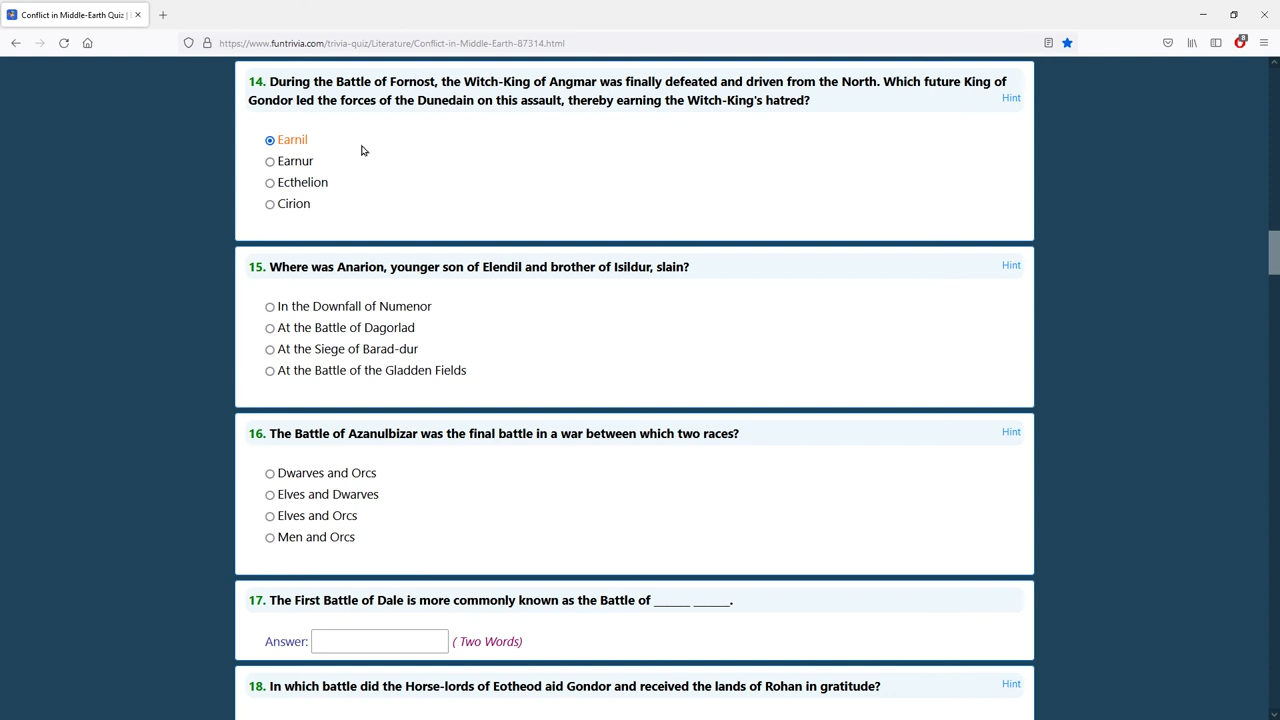 Conflict in Middle-Earth Quiz |
https://www.funtrivia.com/trivia-quiz/Literature/Conflict-in-Middle-Earth-87314.html
8
14. During the Battle of Fornost, the Witch-King of Angmar was finally defeated and driven from the North. Which future King of
Gondor led the forces of the Dunedain on this assault, thereby earning the Witch-King's hatred?
Hint
Earnil
Earnur
Ecthelion
Cirion
15. Where was Anarion, younger son of Elendil and brother of Isildur, slain?
Hint
In the Downfall of Numenor
At the Battle of Dagorlad
At the Siege of Barad-dur
At the Battle of the Gladden Fields
16. The Battle of Azanulbizar was the final battle in a war between which two races?
Hint
Dwarves and Orcs
Elves and Dwarves
Elves and Orcs
Men and Orcs
17. The First Battle of Dale is more commonly known as the Battle of ______ ______.
Answer: ( Two Words)
18. In which battle did the Horse-lords of Eotheod aid Gondor and received the lands of Rohan in gratitude?
Hint